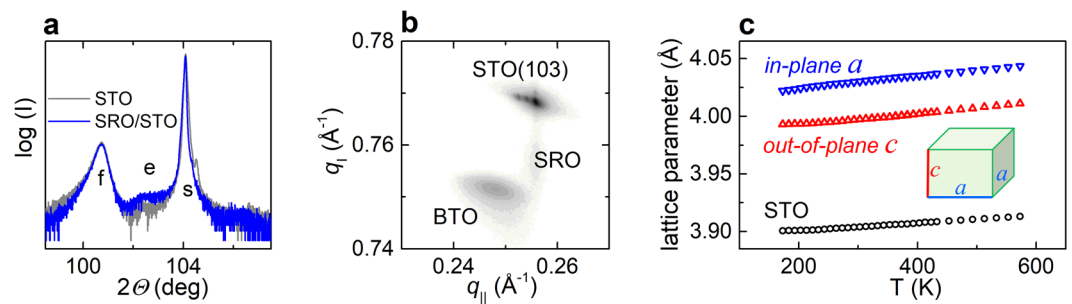 a
log (I)
STO
SRO/STO
f
e
s
100
104
2Θ (deg)
b
0.78
0.76
0.74
q_l (Å⁻¹)
STO(103)
SRO
BTO
0.24
0.26
q_|| (Å⁻¹)
c
lattice parameter (Å)
4.05
4.00
3.95
3.90
in-plane a
out-of-plane c
c
a
a
STO
200
400
600
T (K)